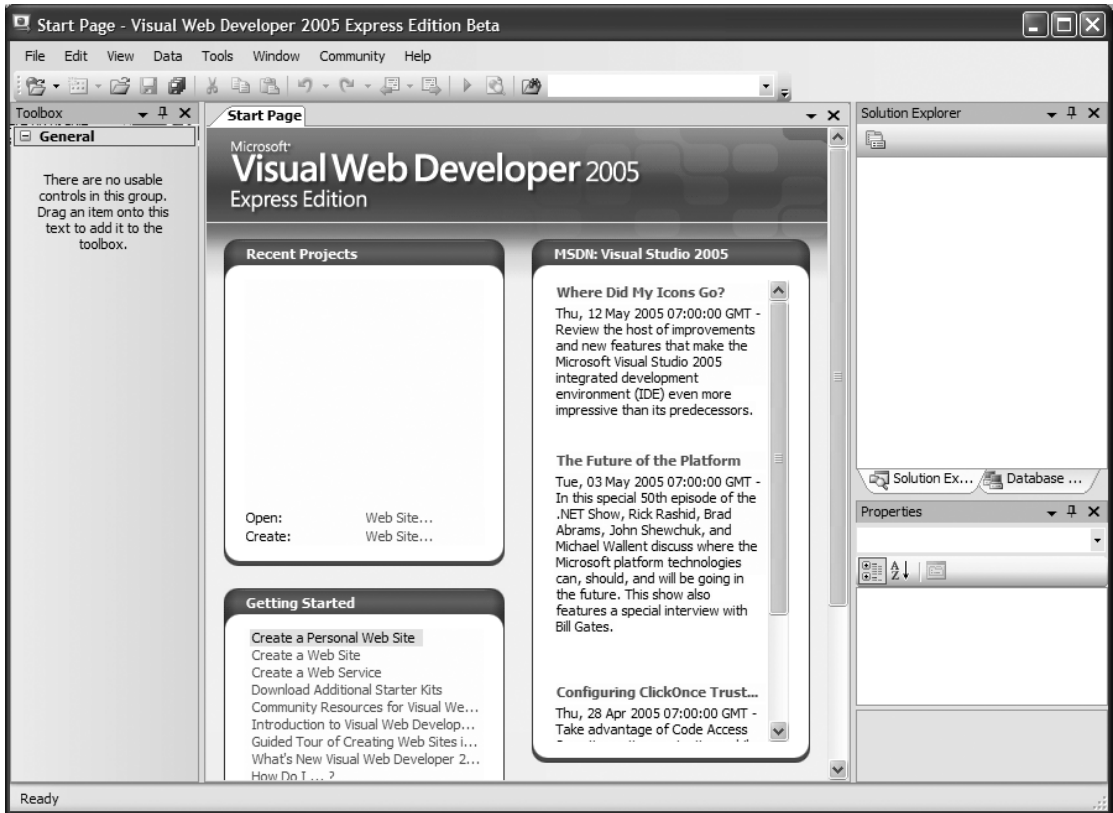 Start Page - Visual Web Developer 2005 Express Edition Beta
File Edit View Data Tools Window Community Help
Toolbox
General
There are no usable
controls in this group.
Drag an item onto this
text to add it to the
toolbox.
Start Page
Microsoft
Visual Web Developer 2005
Express Edition
Recent Projects
Open: Web Site...
Create: Web Site...
Getting Started
Create a Personal Web Site
Create a Web Site
Create a Web Service
Download Additional Starter Kits
Community Resources for Visual We...
Introduction to Visual Web Develop...
Guided Tour of Creating Web Sites i...
What's New Visual Web Developer 2...
How Do I ... ?
MSDN: Visual Studio 2005
Where Did My Icons Go?
Thu, 12 May 2005 07:00:00 GMT -
Review the host of improvements
and new features that make the
Microsoft Visual Studio 2005
integrated development
environment (IDE) even more
impressive than its predecessors.
The Future of the Platform
Tue, 03 May 2005 07:00:00 GMT -
In this special 50th episode of the
.NET Show, Rick Rashid, Brad
Abrams, John Shewchuk, and
Michael Wallent discuss where the
Microsoft platform technologies
can, should, and will be going in
the future. This show also
features a special interview with
Bill Gates.
Configuring ClickOnce Trust...
Thu, 28 Apr 2005 07:00:00 GMT -
Take advantage of Code Access
Solution Explorer
Solution Ex... Database ...
Properties
Ready